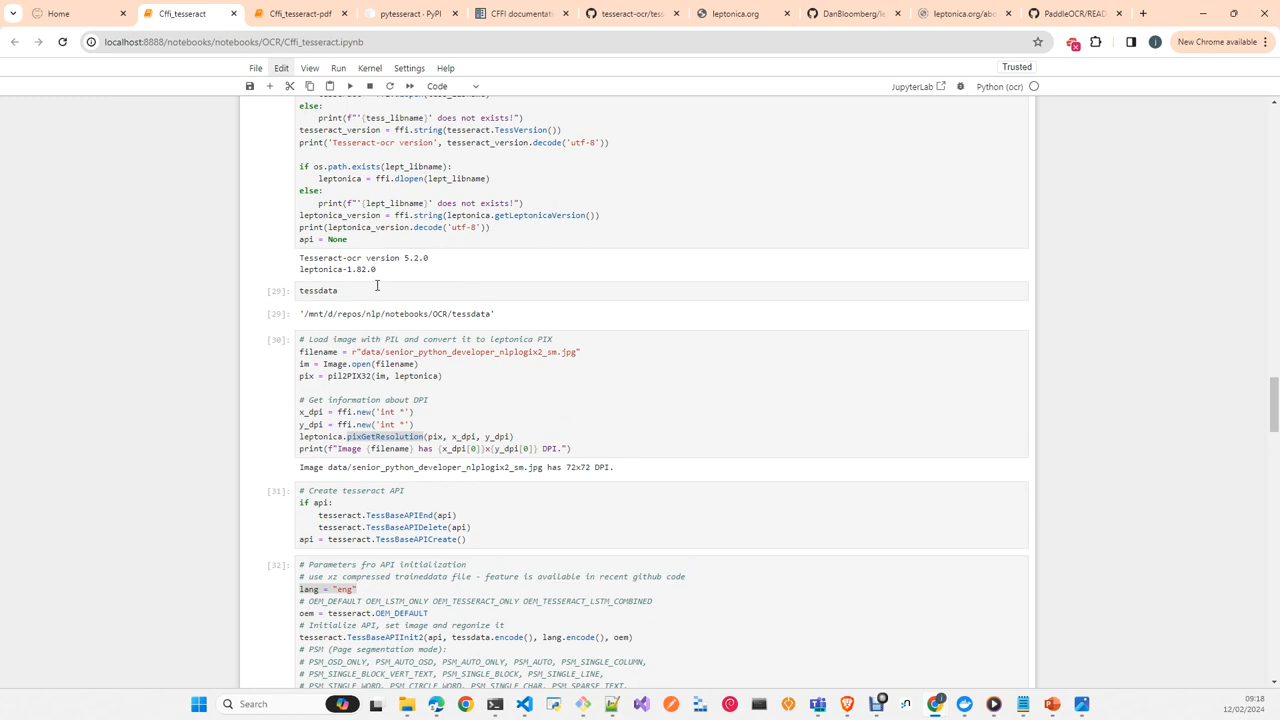 Home
Cffi_tesseract
Cffi_tesseract-pdf
pytesseract - PyPI
CFFI documentati
tesseract-ocr/tess
leptonica.org
DanBloomberg/le
leptonica.org/abo
PaddleOCR/READ
localhost:8888/notebooks/notebooks/OCR/Cffi_tesseract.ipynb
New Chrome available
File Edit View Run Kernel Settings Help
Trusted
Code
JupyterLab
Python (ocr)
else:
print(f"'{tess_libname}' does not exists!")
tesseract_version = ffi.string(tesseract.TessVersion())
print('Tesseract-ocr version', tesseract_version.decode('utf-8'))
if os.path.exists(lept_libname):
leptonica = ffi.dlopen(lept_libname)
else:
print(f"'{lept_libname}' does not exists!")
leptonica_version = ffi.string(leptonica.getLeptonicaVersion())
print(leptonica_version.decode('utf-8'))
api = None
Tesseract-ocr version 5.2.0
leptonica-1.82.0
[29]: tessdata
[29]: '/mnt/d/repos/nlp/notebooks/OCR/tessdata'
[30]: # Load image with PIL and convert it to leptonica PIX
filename = r"data/senior_python_developer_nlplogix2_sm.jpg"
im = Image.open(filename)
pix = pil2PIX32(im, leptonica)
# Get information about DPI
x_dpi = ffi.new('int *')
y_dpi = ffi.new('int *')
leptonica.pixGetResolution(pix, x_dpi, y_dpi)
print(f"Image {filename} has {x_dpi[0]}x{y_dpi[0]} DPI.")
Image data/senior_python_developer_nlplogix2_sm.jpg has 72x72 DPI.
[31]: # Create tesseract API
if api:
tesseract.TessBaseAPIEnd(api)
tesseract.TessBaseAPIDelete(api)
api = tesseract.TessBaseAPICreate()
[32]: # Parameters fro API initialization
# use xz compressed traineddata file - feature is available in recent github code
lang = "eng"
# OEM_DEFAULT OEM_LSTM_ONLY OEM_TESSERACT_ONLY OEM_TESSERACT_LSTM_COMBINED
oem = tesseract.OEM_DEFAULT
# Initialize API, set image and regonize it
tesseract.TessBaseAPIInit2(api, tessdata.encode(), lang.encode(), oem)
# PSM (Page segmentation mode):
# PSM_OSD_ONLY, PSM_AUTO_OSD, PSM_AUTO_ONLY, PSM_AUTO, PSM_SINGLE_COLUMN,
# PSM_SINGLE_BLOCK_VERT_TEXT, PSM_SINGLE_BLOCK, PSM_SINGLE_LINE,
# PSM_SINGLE_WORD, PSM_CIRCLE_WORD, PSM_SINGLE_CHAR, PSM_SPARSE_TEXT,
Search
09:18
12/02/2024